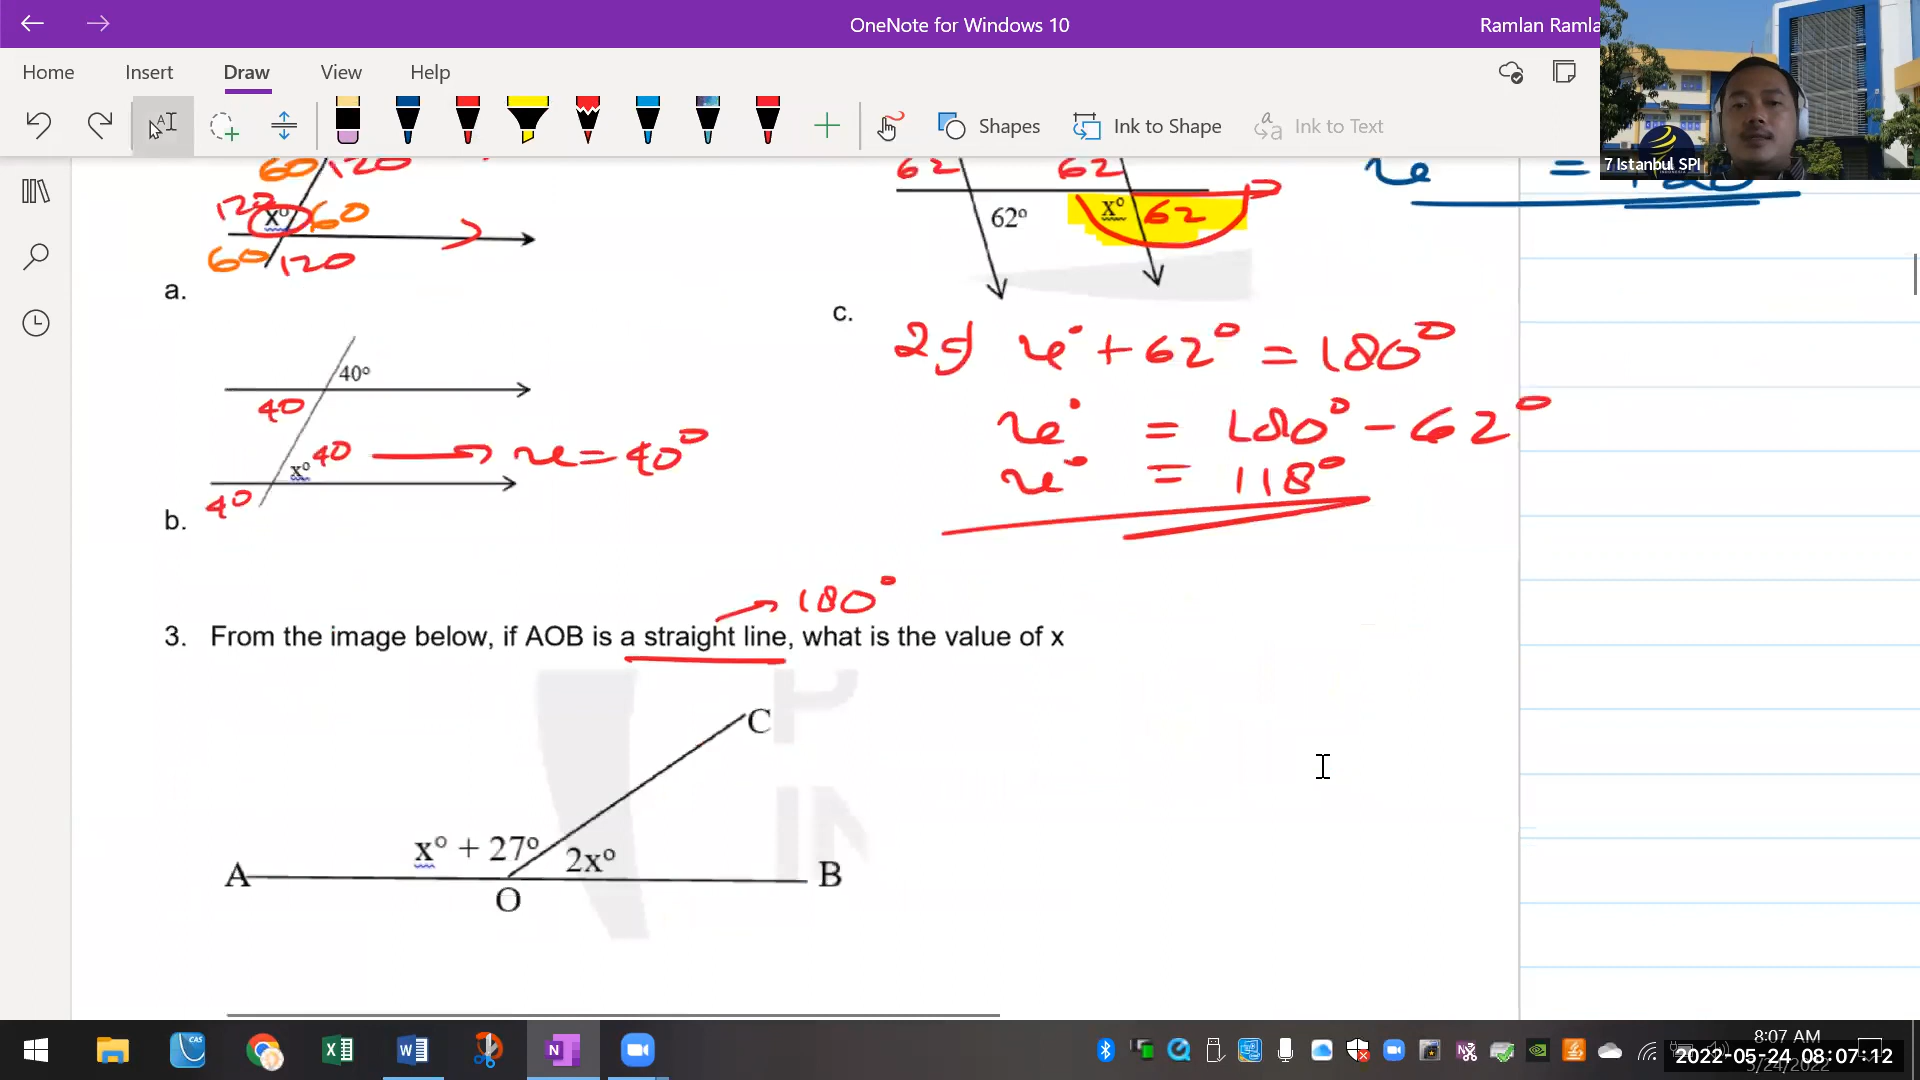 OneNote for Windows 10
Ramlan Ramla
Home Insert Draw View Help
Shapes Ink to Shape Ink to Text
7 Istanbul SPI
60 120
120 x° 60
60 120
a.
62 62
62° x° 62
c.
x = 120
40°
40
x° 40 → x = 40°
40
b.
2c) x° + 62° = 180°
x° = 180° - 62°
x° = 118°
180°
3. From the image below, if AOB is a straight line, what is the value of x
C
x° + 27° 2x°
A B
O
8:07 AM
2022-05-24 08:07:12